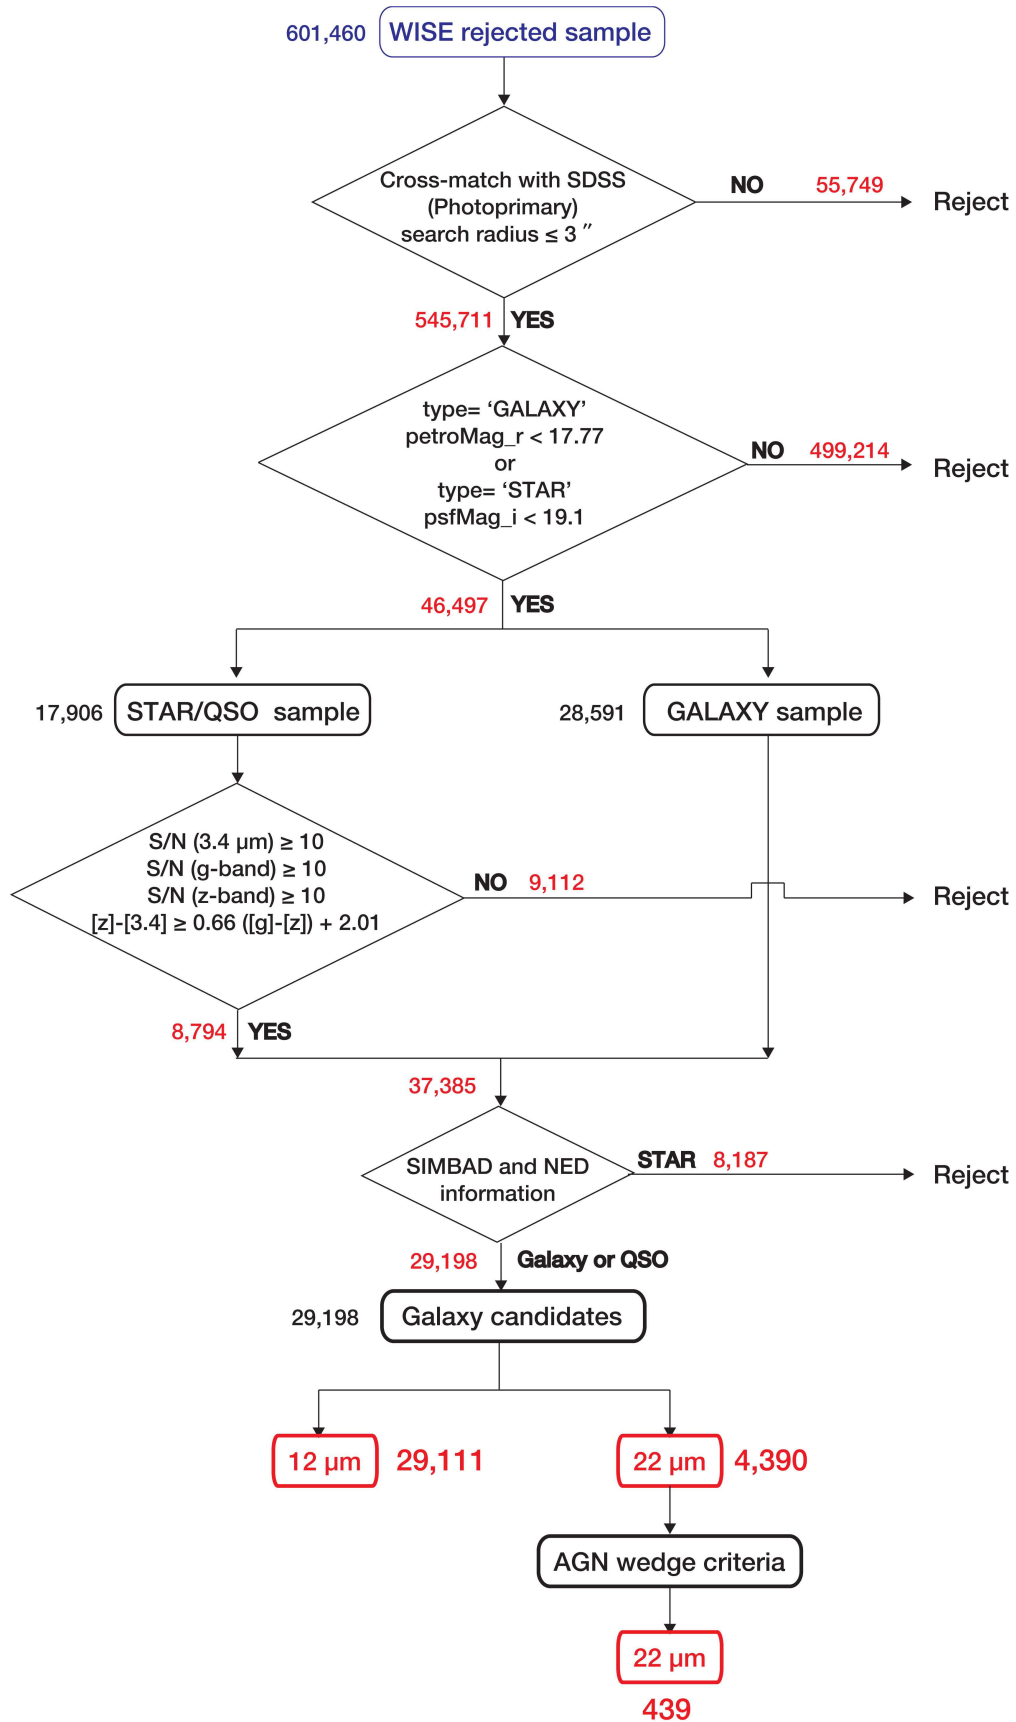 601,460 WISE rejected sample
Cross-match with SDSS
(Photoprimary)
search radius ≤ 3 ″
NO 55,749 Reject
545,711 YES
type= ‘GALAXY’
petroMag_r < 17.77
or
type= ‘STAR’
psfMag_i < 19.1
NO 499,214 Reject
46,497 YES
17,906 STAR/QSO sample
28,591 GALAXY sample
S/N (3.4 μm) ≥ 10
S/N (g-band) ≥ 10
S/N (z-band) ≥ 10
[z]-[3.4] ≥ 0.66 ([g]-[z]) + 2.01
NO 9,112 Reject
8,794 YES
37,385
SIMBAD and NED
information
STAR 8,187 Reject
29,198 Galaxy or QSO
29,198 Galaxy candidates
12 μm 29,111
22 μm 4,390
AGN wedge criteria
22 μm
439